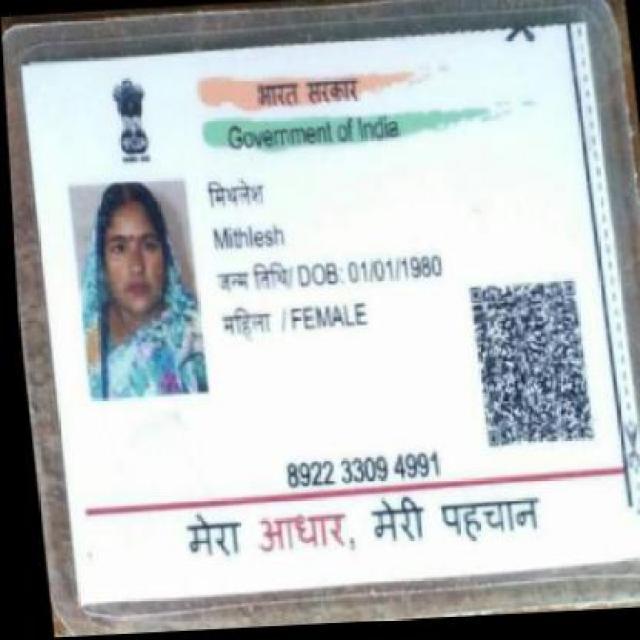 भारत सरकार
Government of India
मिथलेश
Mithlesh
जन्म तिथि/ DOB: 01/01/1980
महिला / FEMALE
8922 3309 4991
मेरा आधार, मेरी पहचान